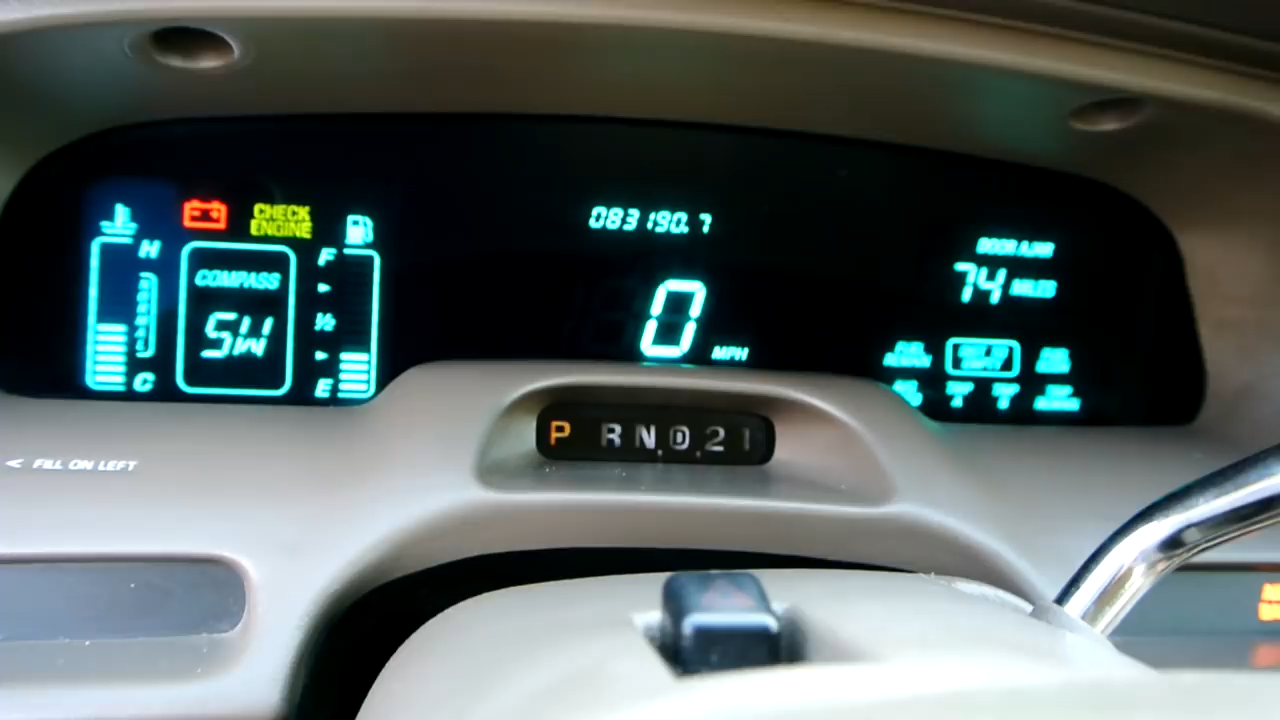 CHECK
ENGINE
083190.7
H
COMPASS
SW
C
F
1/2
E
0 MPH
DOOR AJAR
74 MILES
P R N D 2 1
< FILL ON LEFT